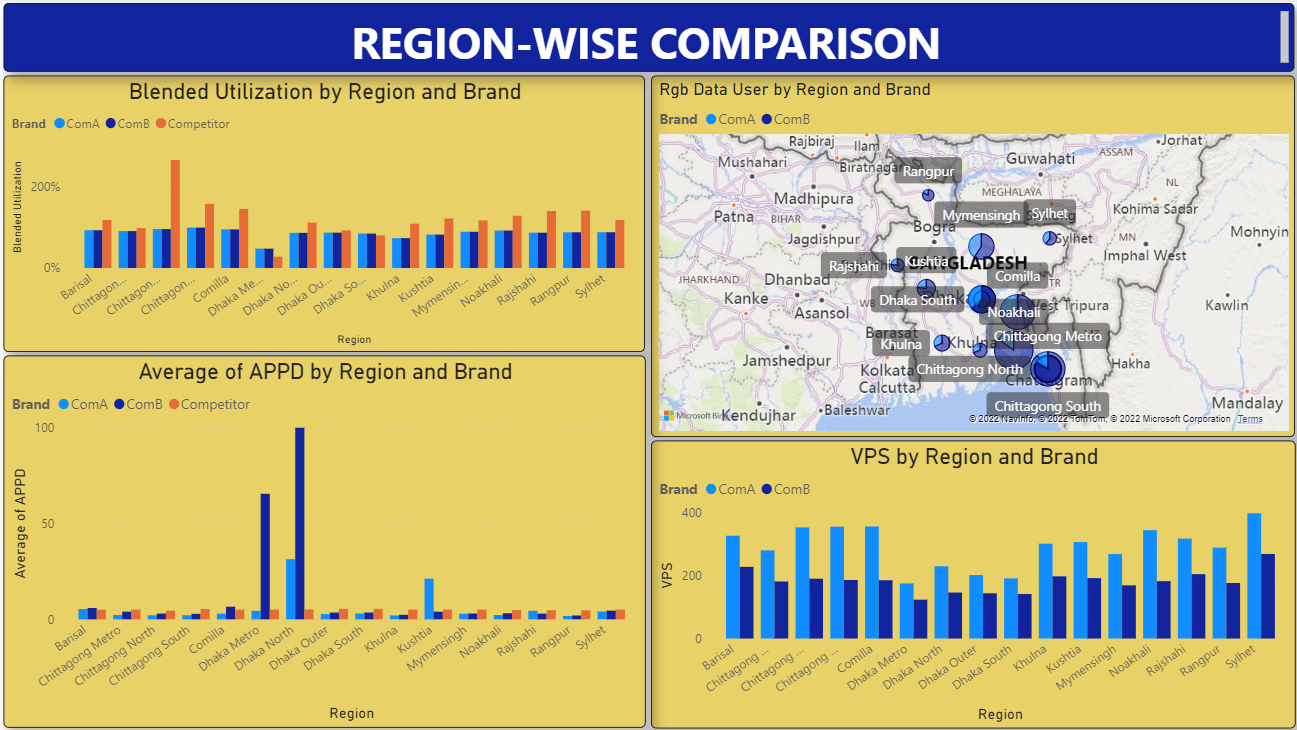 REGION-WISE COMPARISON
Blended Utilization by Region and Brand
Brand ComA ComB Competitor
Blended Utilization
200%
0%
Barisal
Chittagon...
Chittagon...
Chittagon...
Comilla
Dhaka Me...
Dhaka No...
Dhaka Ou...
Dhaka So...
Khulna
Kushtia
Mymensin...
Noakhali
Rajshahi
Rangpur
Sylhet
Region
Rgb Data User by Region and Brand
Brand ComA ComB
Rajbiraj
Ilam
Jorhat
Mushahari
Biratnagar
Guwahati
ASSAM
Rangpur
NL
Madhipura
MEGHALAYA
Patna
BIHAR
Mymensingh
Sylhet
Kohima Sadar
Bogra
Jagdishpur
Sylhet
MN
Mohnyin
Imphal West
Rajshahi
Kushtia
BANGLADESH
JHARKHAND
Dhanbad
Comilla
TR
Kanke
WB
Dhaka South
West Tripura
Kawlin
Asansol
Noakhali
Barasat
Khulna
Khulna
Chittagong Metro
Jamshedpur
Kolkata
Calcutta
Chittagong North
Hakha
Chattogram
Kendujhar
Baleshwar
Chittagong South
Mandalay
Microsoft Bing
© 2022 NavInfo, © 2022 TomTom, © 2022 Microsoft Corporation Terms
Average of APPD by Region and Brand
Brand ComA ComB Competitor
Average of APPD
100
50
0
Barisal
Chittagong Metro
Chittagong North
Chittagong South
Comilla
Dhaka Metro
Dhaka North
Dhaka Outer
Dhaka South
Khulna
Kushtia
Mymensingh
Noakhali
Rajshahi
Rangpur
Sylhet
Region
VPS by Region and Brand
Brand ComA ComB
VPS
400
200
0
Barisal
Chittagong ...
Chittagong ...
Chittagong ...
Comilla
Dhaka Metro
Dhaka North
Dhaka Outer
Dhaka South
Khulna
Kushtia
Mymensingh
Noakhali
Rajshahi
Rangpur
Sylhet
Region